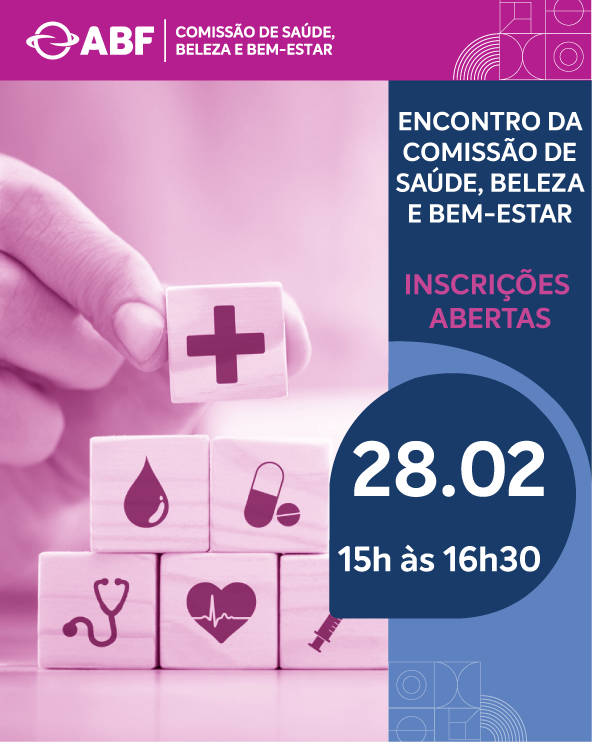 ABF
COMISSÃO DE SAÚDE,
BELEZA E BEM-ESTAR
ENCONTRO DA
COMISSÃO DE
SAÚDE, BELEZA
E BEM-ESTAR
INSCRIÇÕES
ABERTAS
28.02
15h às 16h30